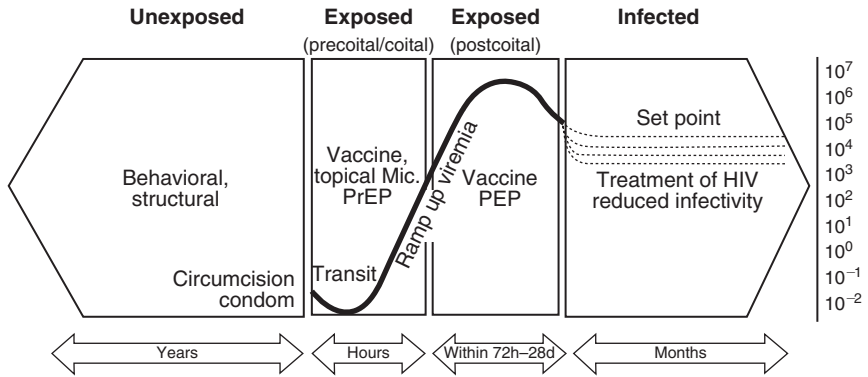 Unexposed
Exposed
(precoital/coital)
Exposed
(postcoital)
Infected
Behavioral,
structural
Circumcision
condom
Vaccine,
topical Mic.
PrEP
Transit
Ramp up viremia
Vaccine
PEP
Set point
Treatment of HIV
reduced infectivity
10⁷
10⁶
10⁵
10⁴
10³
10²
10¹
10⁰
10⁻¹
10⁻²
Years
Hours
Within 72h–28d
Months